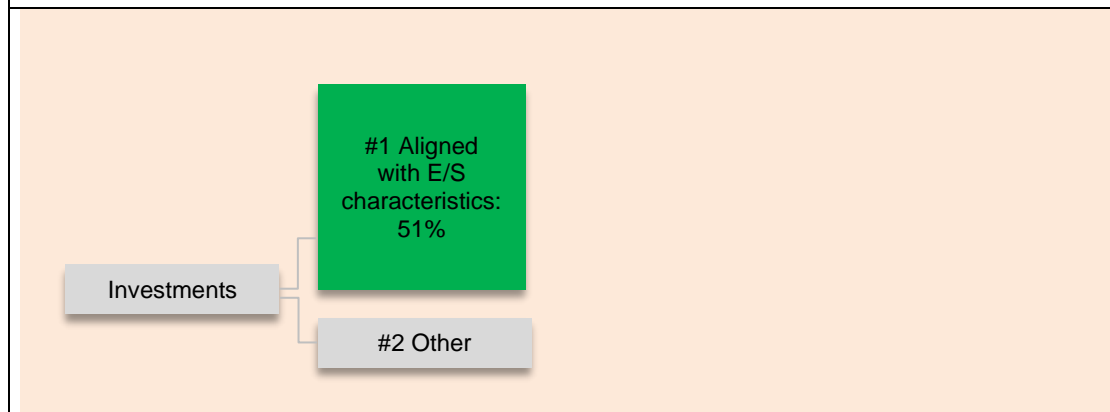 #1 Aligned
with E/S
characteristics:
51%
Investments
#2 Other